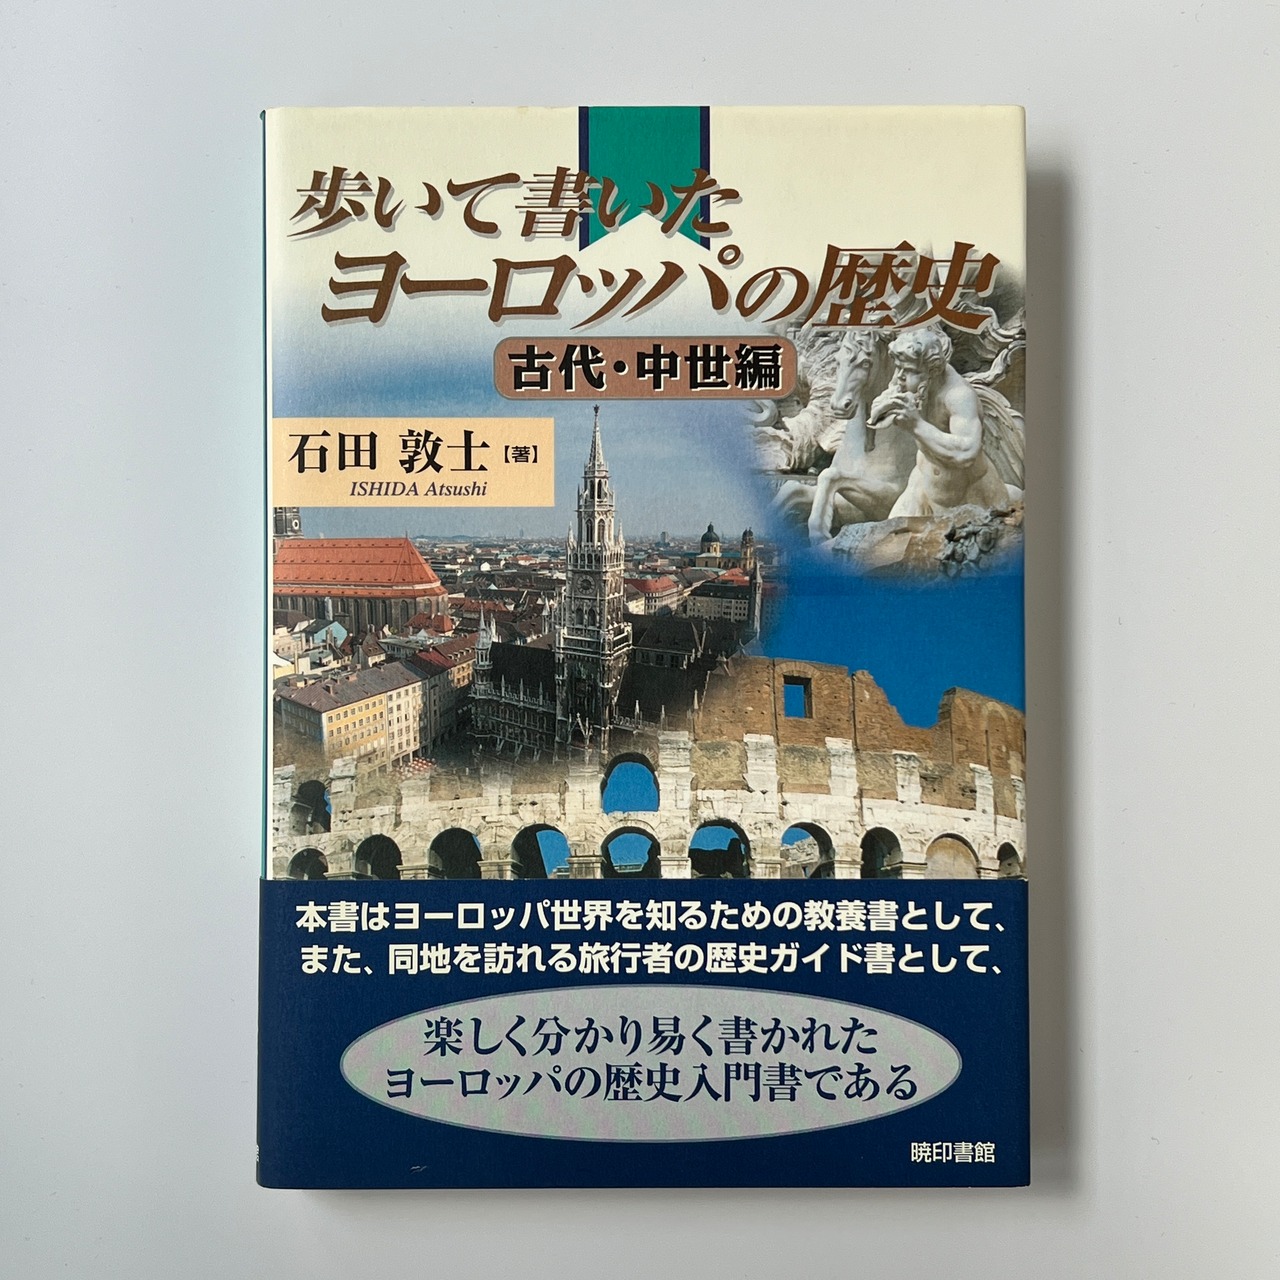 歩いて書いた
ヨーロッパの歴史
古代・中世編
石田 敦士【著】
ISHIDA Atsushi
本書はヨーロッパ世界を知るための教養書として、
また、同地を訪れる旅行者の歴史ガイド書として、
楽しく分かり易く書かれた
ヨーロッパの歴史入門書である
暁印書館